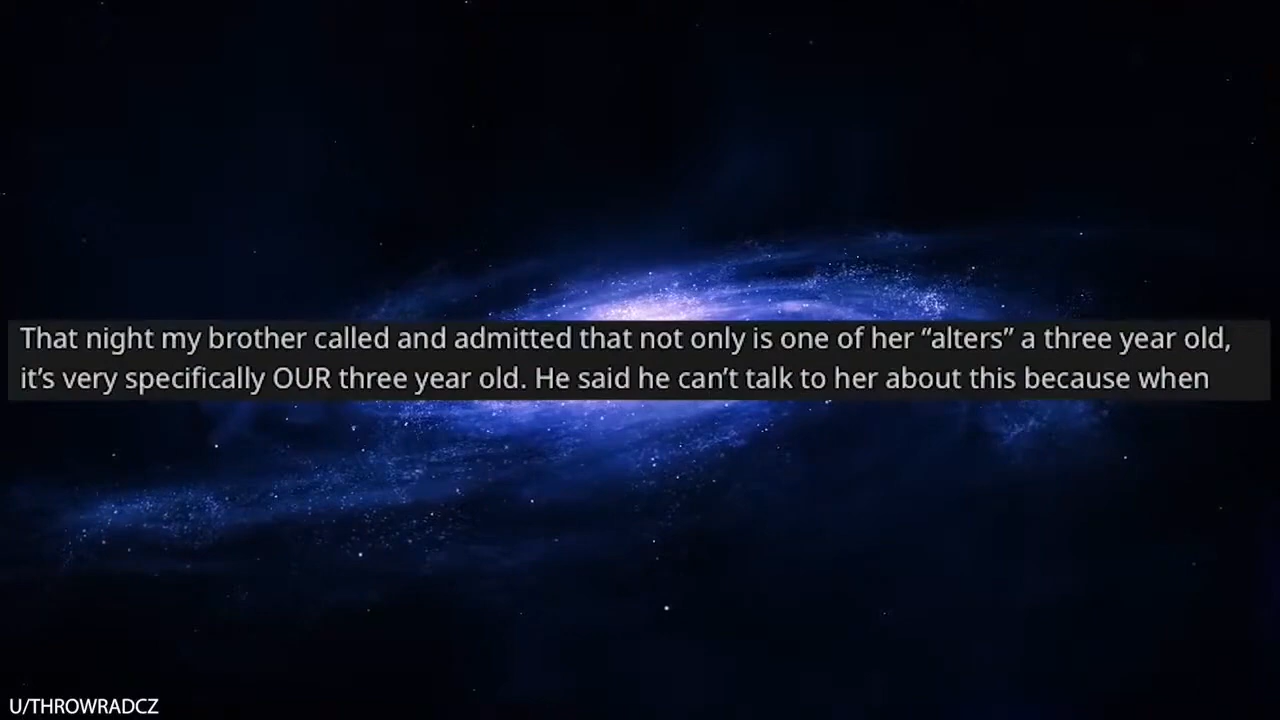 That night my brother called and admitted that not only is one of her “alters” a three year old,
it’s very specifically OUR three year old. He said he can’t talk to her about this because when
U/THROWRADCZ